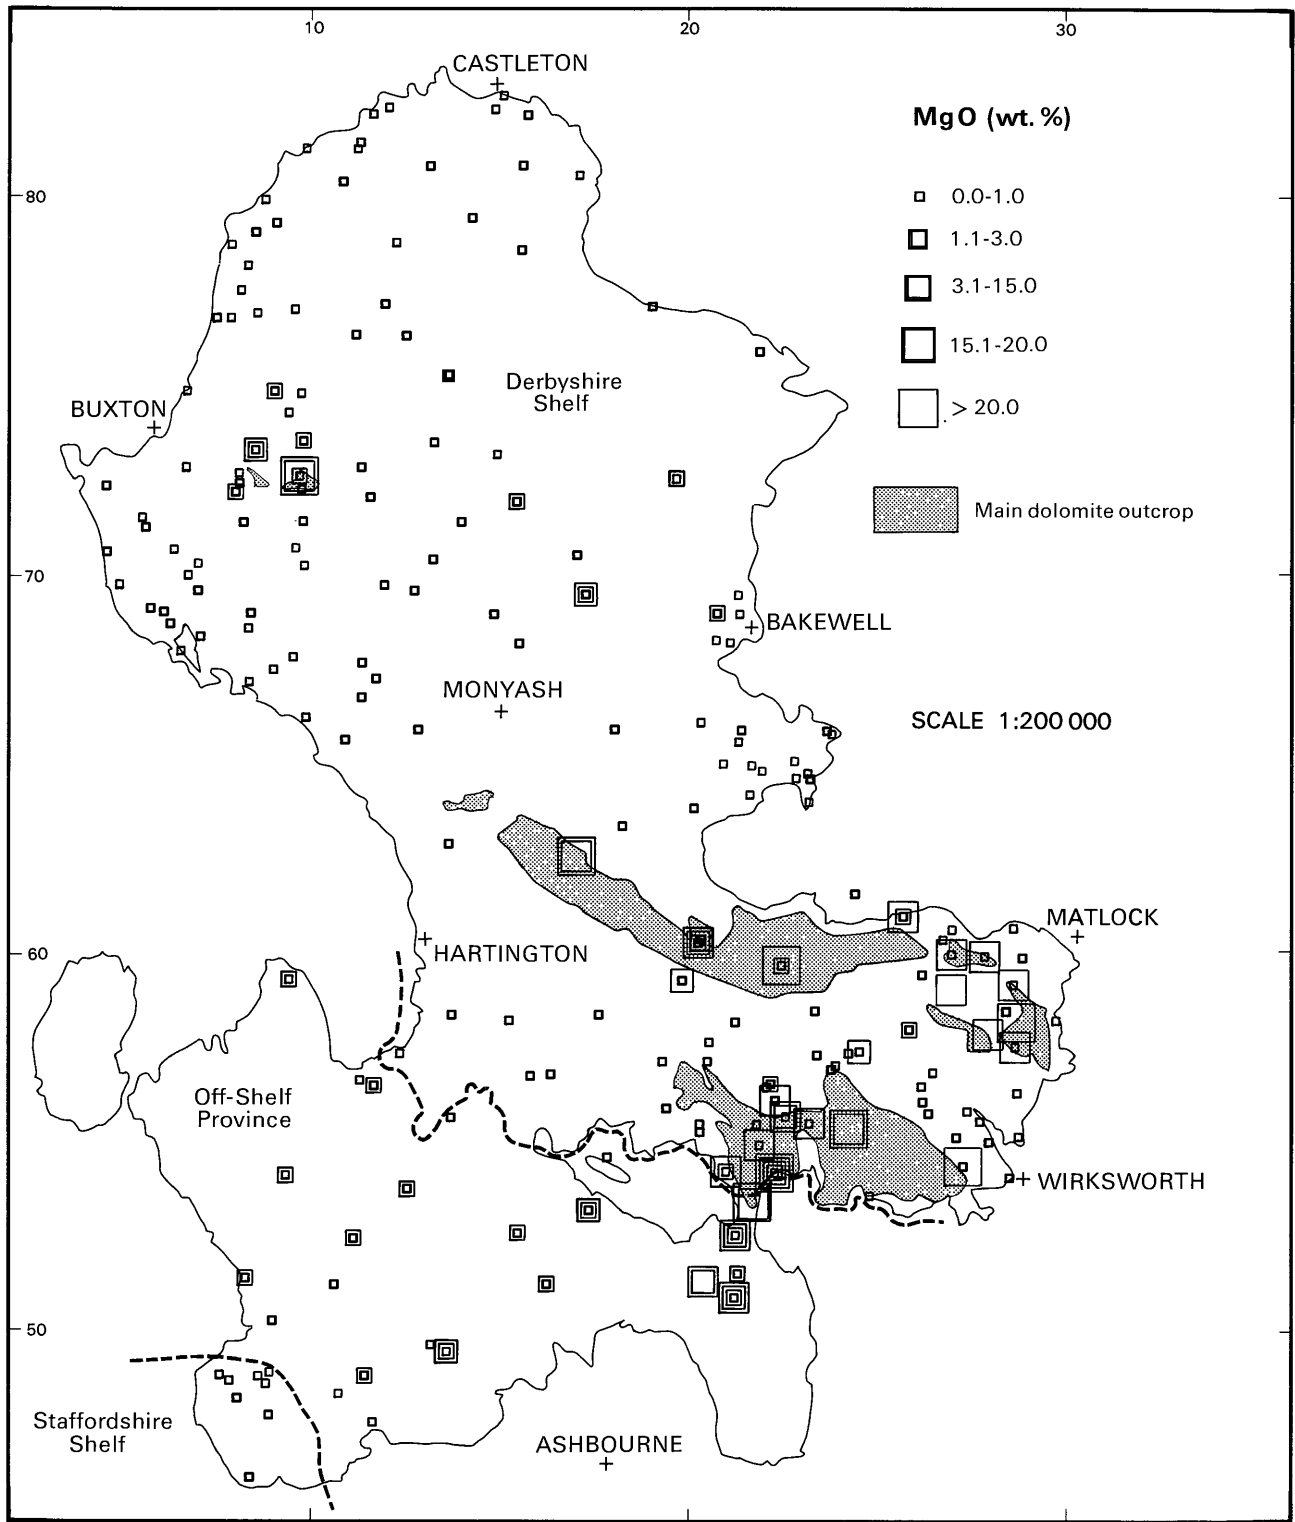 10
20
30
CASTLETON
MgO (wt. %)
80
0.0-1.0
1.1-3.0
3.1-15.0
15.1-20.0
> 20.0
Derbyshire
Shelf
BUXTON
Main dolomite outcrop
70
BAKEWELL
MONYASH
SCALE 1:200 000
MATLOCK
60
HARTINGTON
Off-Shelf
Province
WIRKSWORTH
50
Staffordshire
Shelf
ASHBOURNE